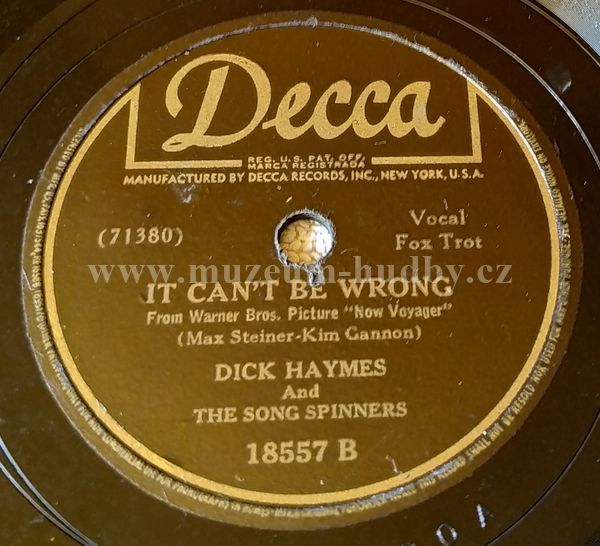 Decca
REG. U.S. PAT. OFF.
MARCA REGISTRADA
MANUFACTURED BY DECCA RECORDS, INC., NEW YORK, U.S.A.
(71380)
Vocal
Fox Trot
www.muzeum-hudby.cz
IT CAN'T BE WRONG
From Warner Bros. Picture "Now Voyager"
(Max Steiner-Kim Gannon)
DICK HAYMES
And
THE SONG SPINNERS
18557 B